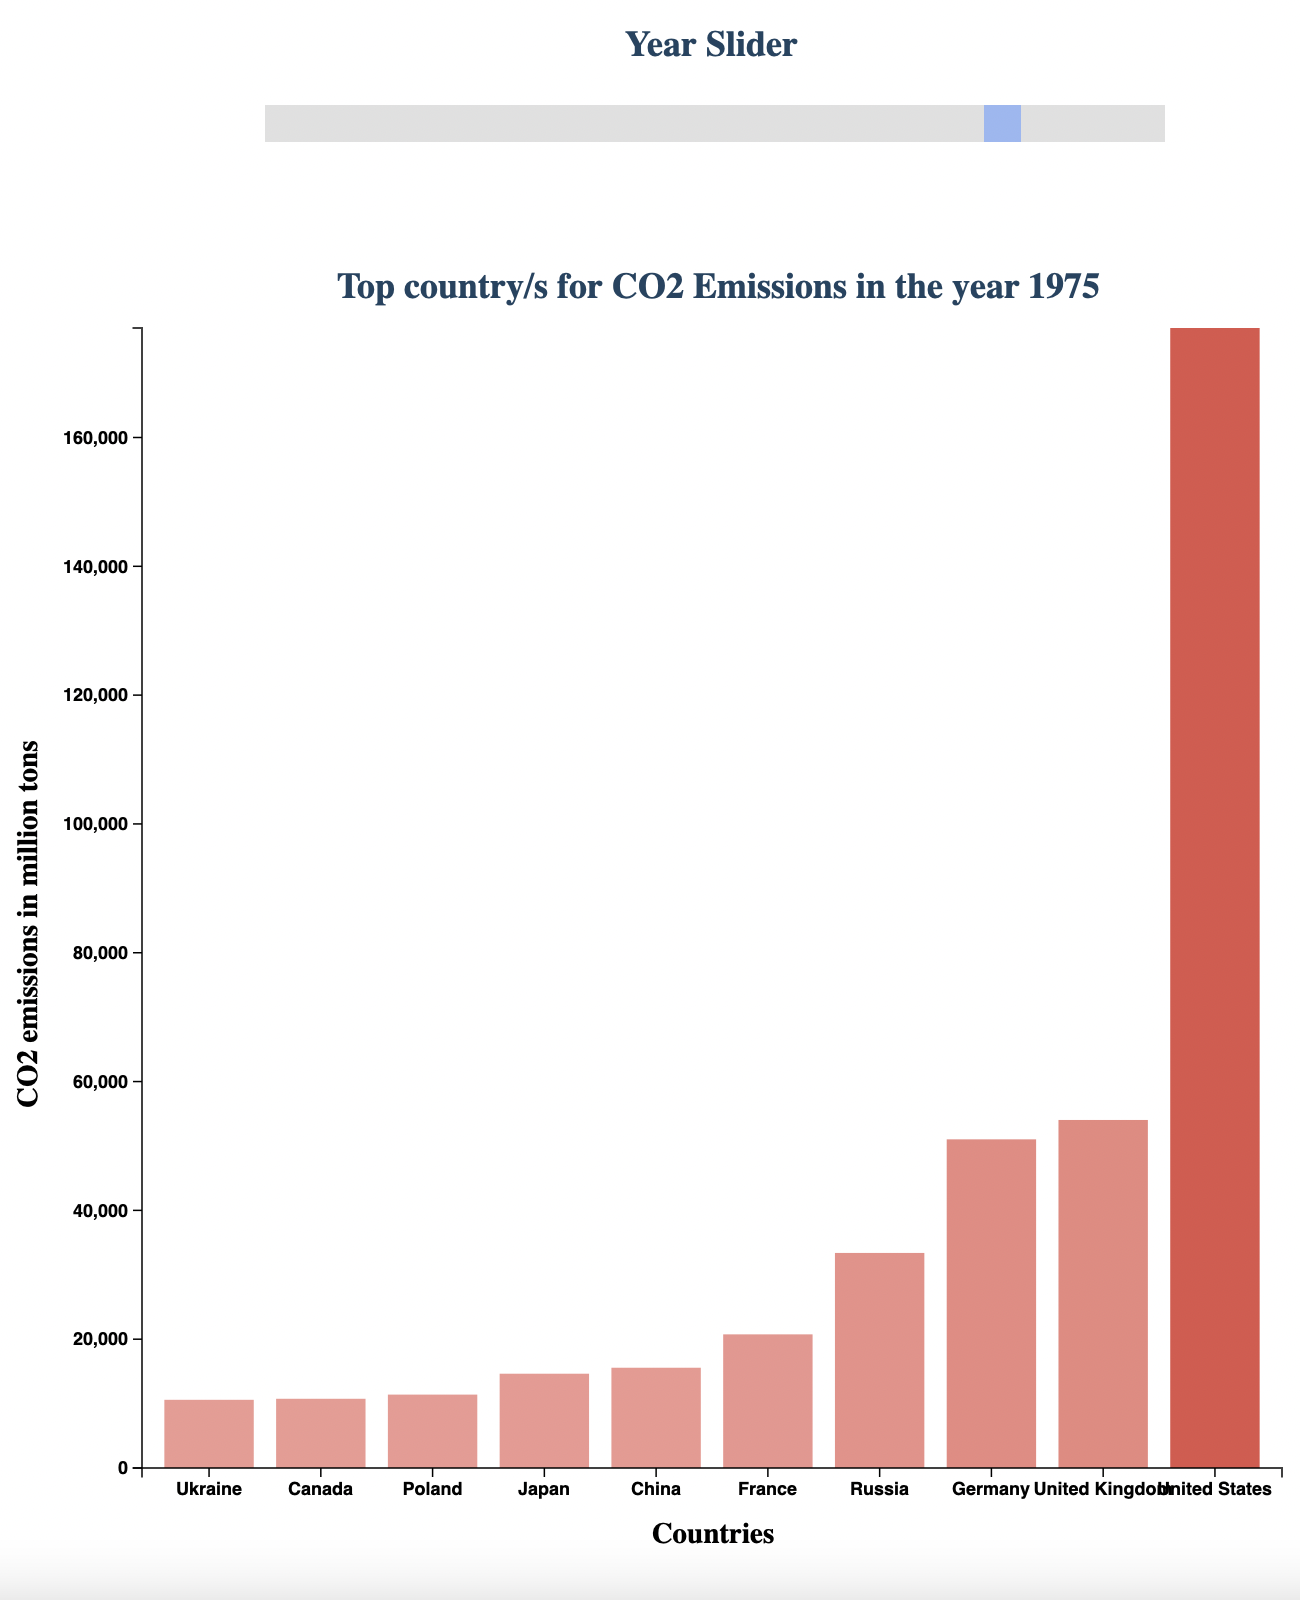 Year Slider
Top country/s for CO2 Emissions in the year 1975
160,000
140,000
120,000
100,000
80,000
60,000
40,000
20,000
0
CO2 emissions in million tons
Ukraine Canada Poland Japan China France Russia Germany United Kingdom United States
Countries